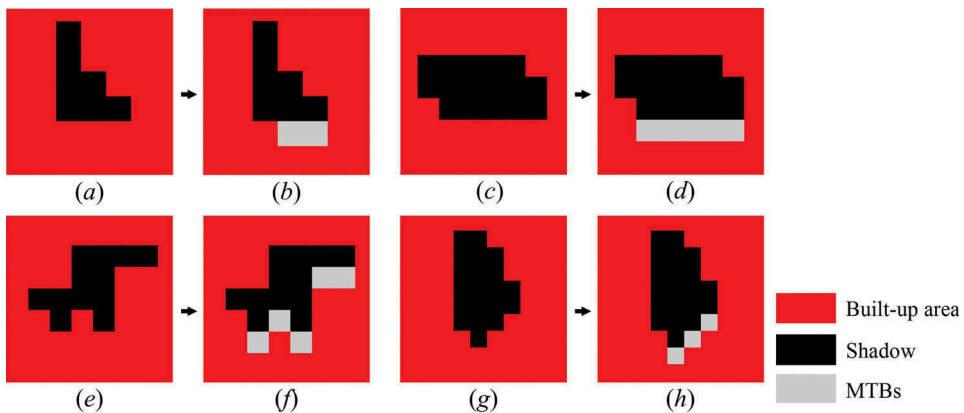 (a) (b) (c) (d)
Built-up area
Shadow
MTBs
(e) (f) (g) (h)